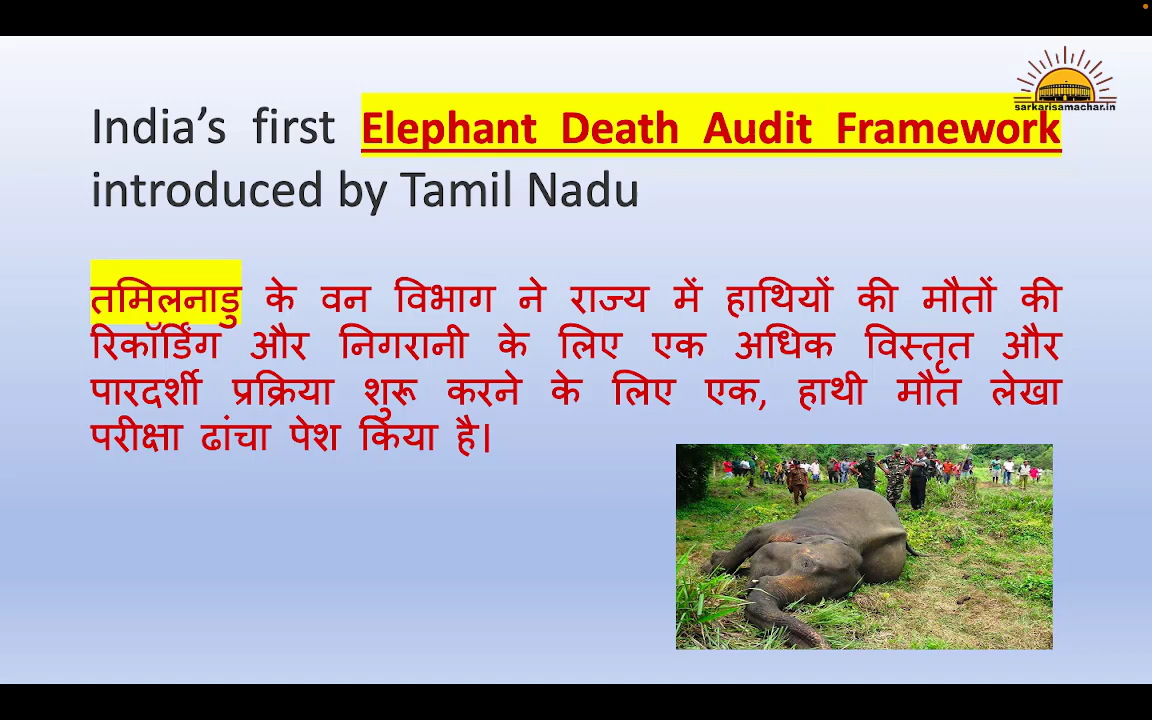 sarkarisamachar.in
India’s first Elephant Death Audit Framework
introduced by Tamil Nadu
तमिलनाडु के वन विभाग ने राज्य में हाथियों की मौतों की
रिकॉर्डिंग और निगरानी के लिए एक अधिक विस्तृत और
पारदर्शी प्रक्रिया शुरू करने के लिए एक, हाथी मौत लेखा
परीक्षा ढांचा पेश किया है।